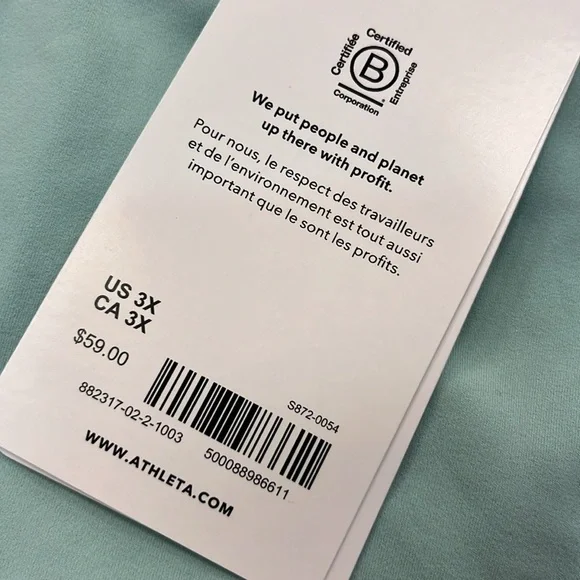 Certifiée
Certified
B
Entreprise
Corporation
We put people and planet
up there with profit.
Pour nous, le respect des travailleurs
et de l'environnement est tout aussi
important que le sont les profits.
US 3X
CA 3X
$59.00
S872-0054
882317-02-2-1003
500088986611
WWW.ATHLETA.COM